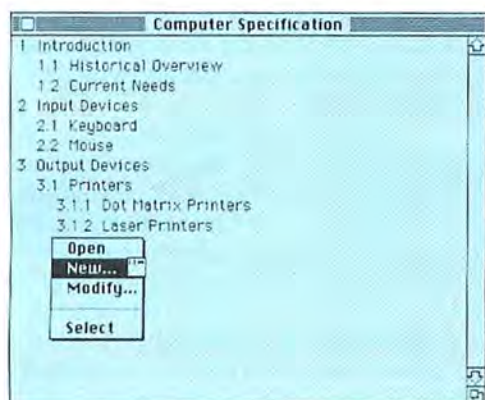 Computer Specification
1 Introduction
1.1 Historical Overview
1.2 Current Needs
2 Input Devices
2.1 Keyboard
2.2 Mouse
3 Output Devices
3.1 Printers
3.1.1 Dot Matrix Printers
3.1.2 Laser Printers
Open
New...
Modify...
Select